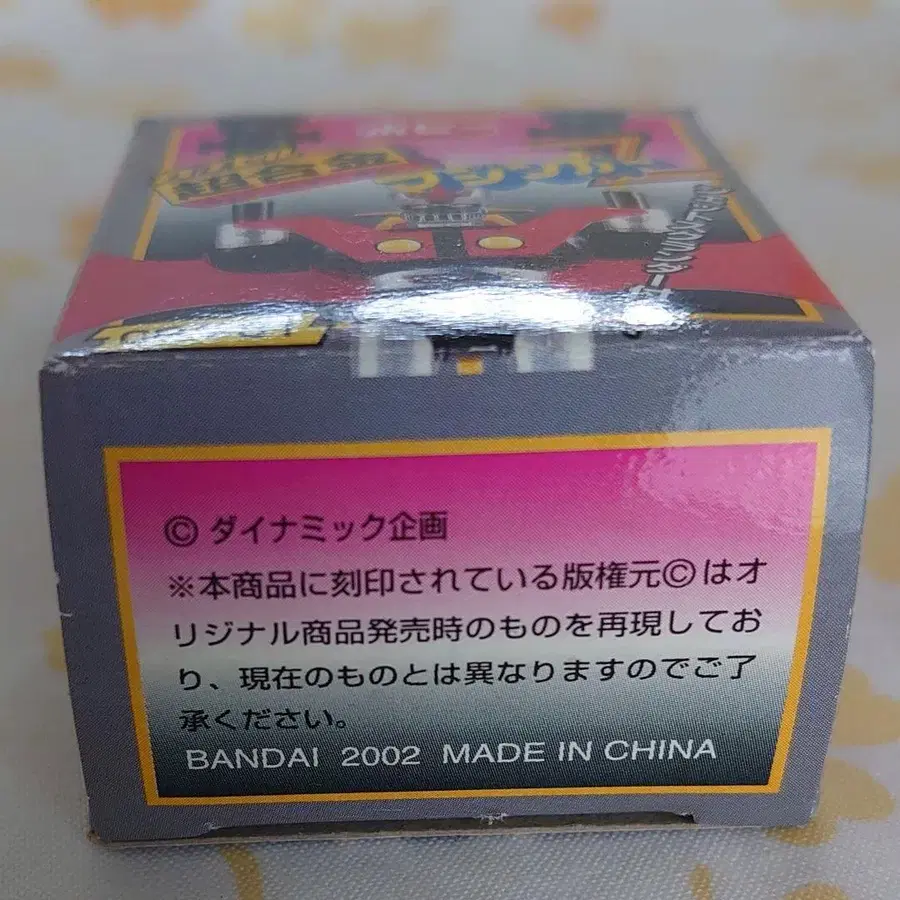 超合金
© ダイナミック企画
※本商品に刻印されている版権元©はオ
リジナル商品発売時のものを再現してお
り、現在のものとは異なりますのでご了
承ください。
BANDAI 2002 MADE IN CHINA